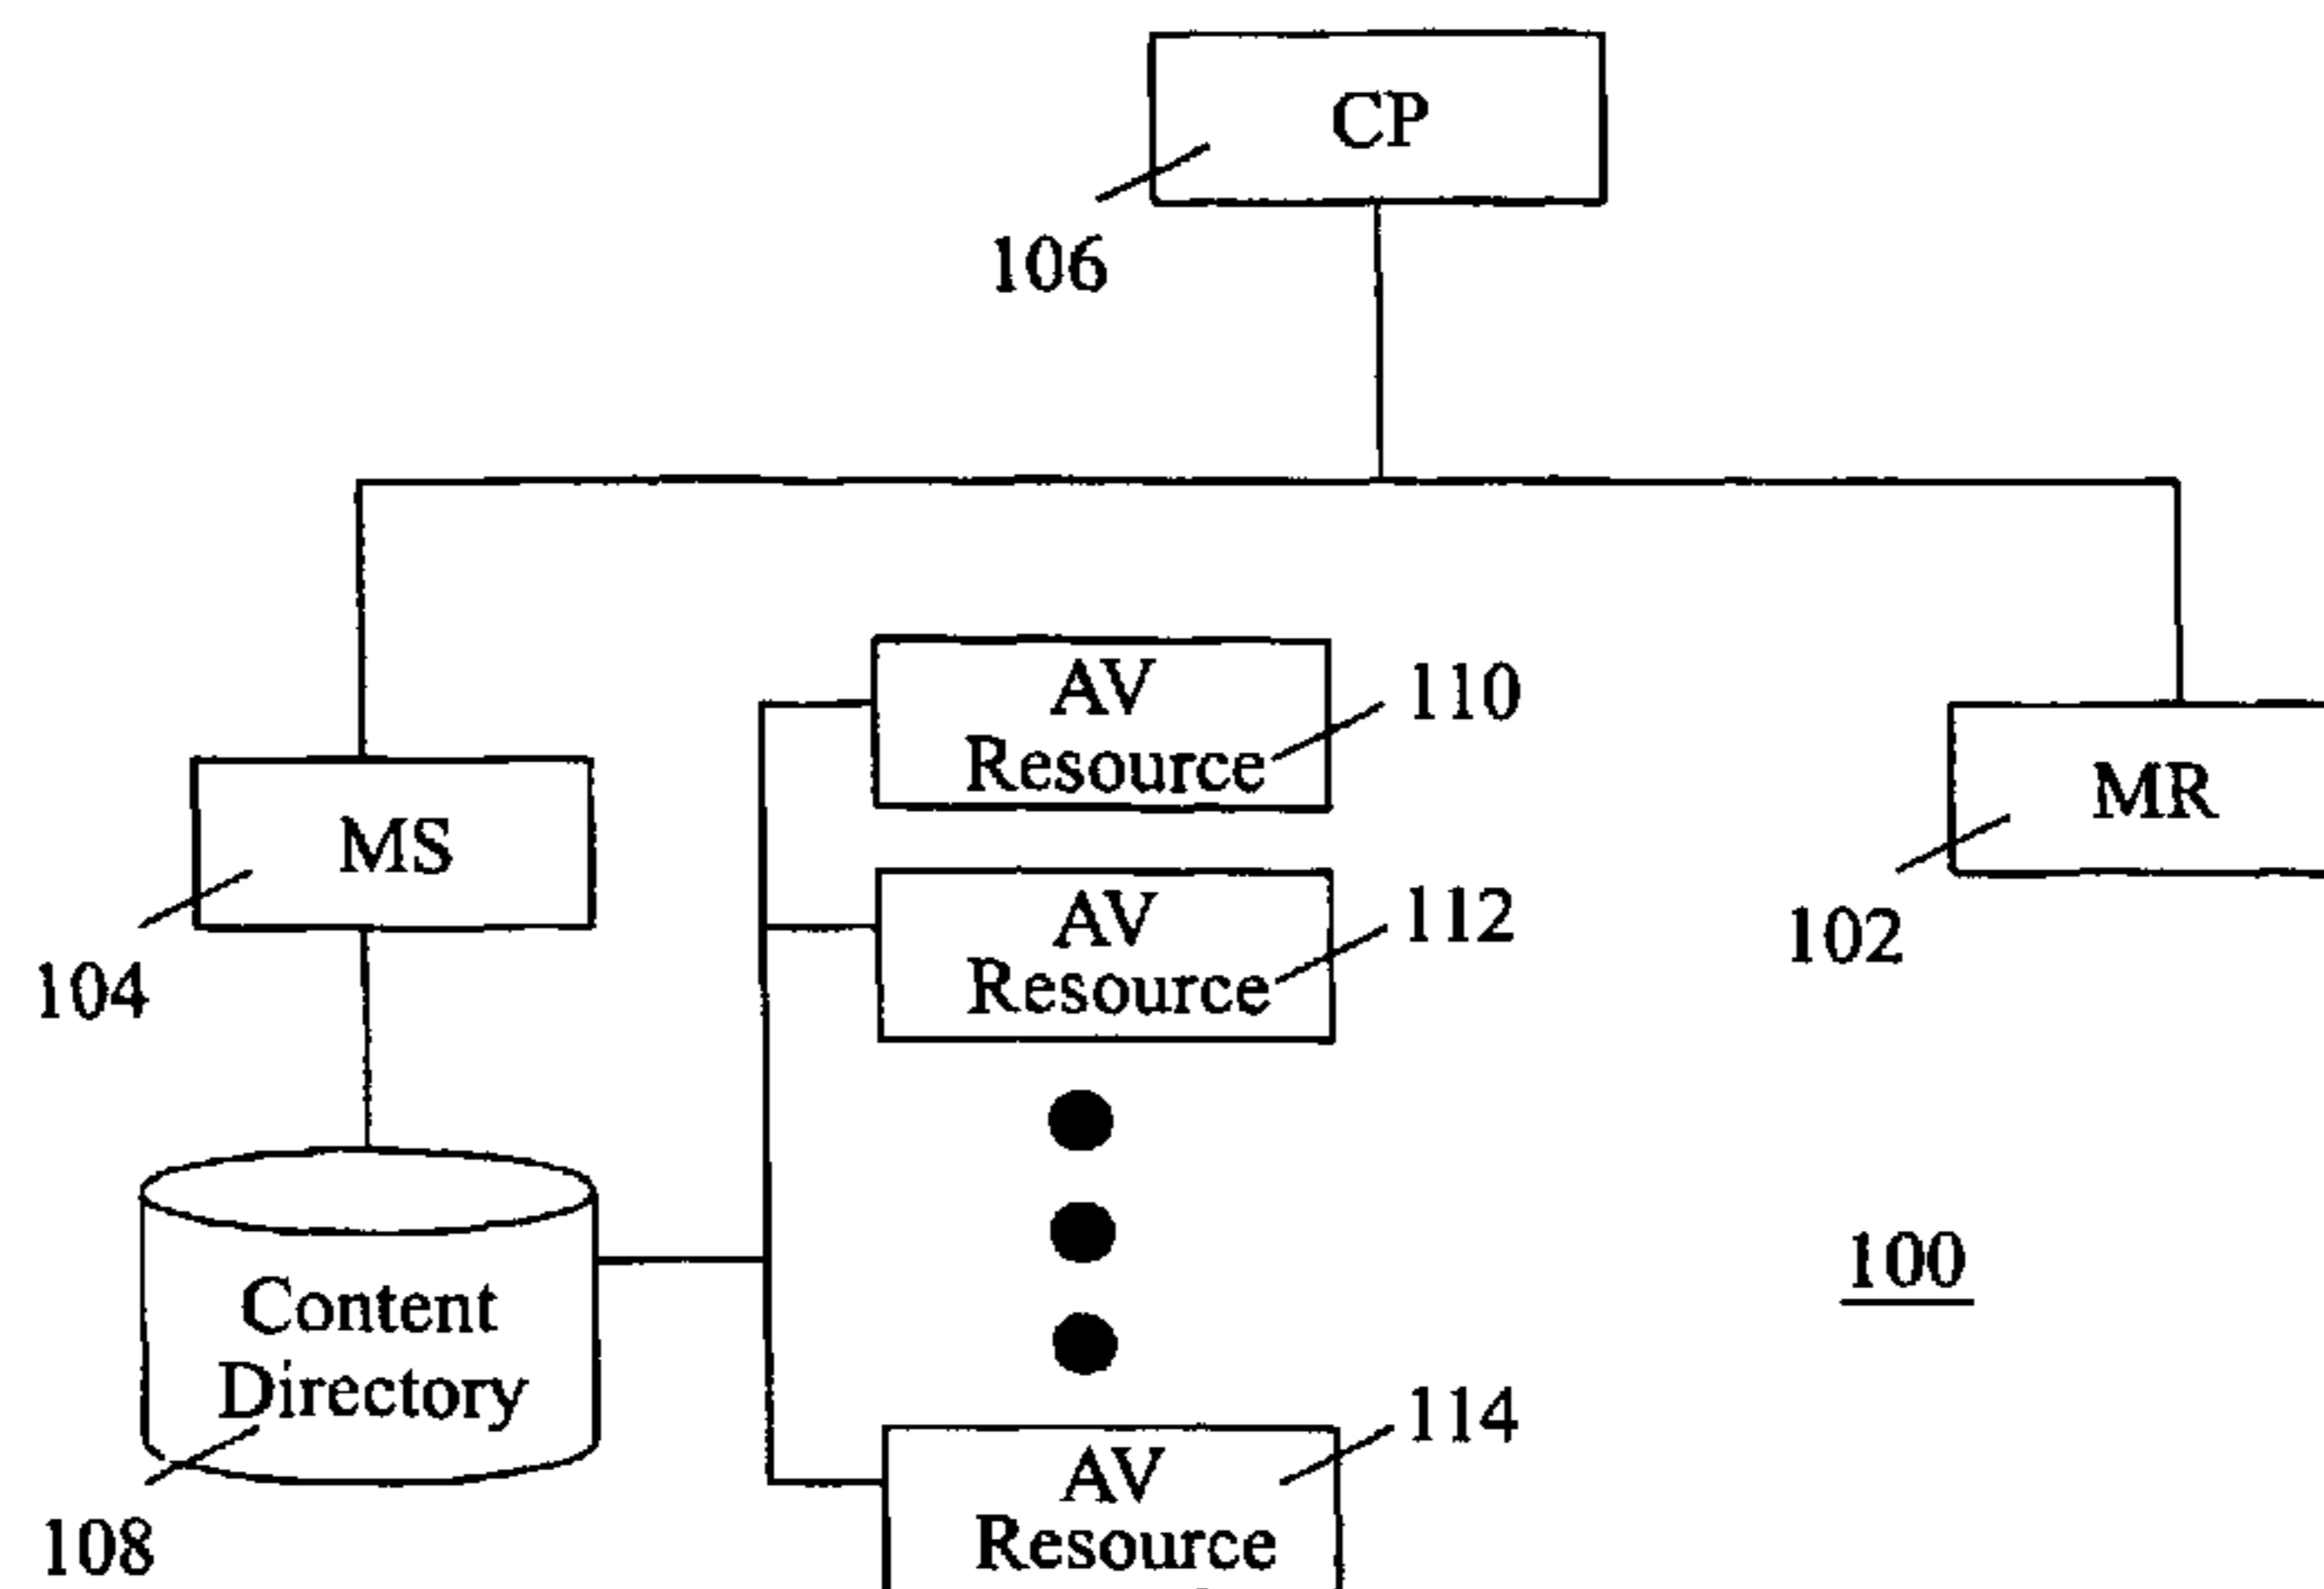 CP
106
AV
Resource
110
MS
104
MR
102
AV
Resource
112
Content
Directory
108
100
AV
Resource
114